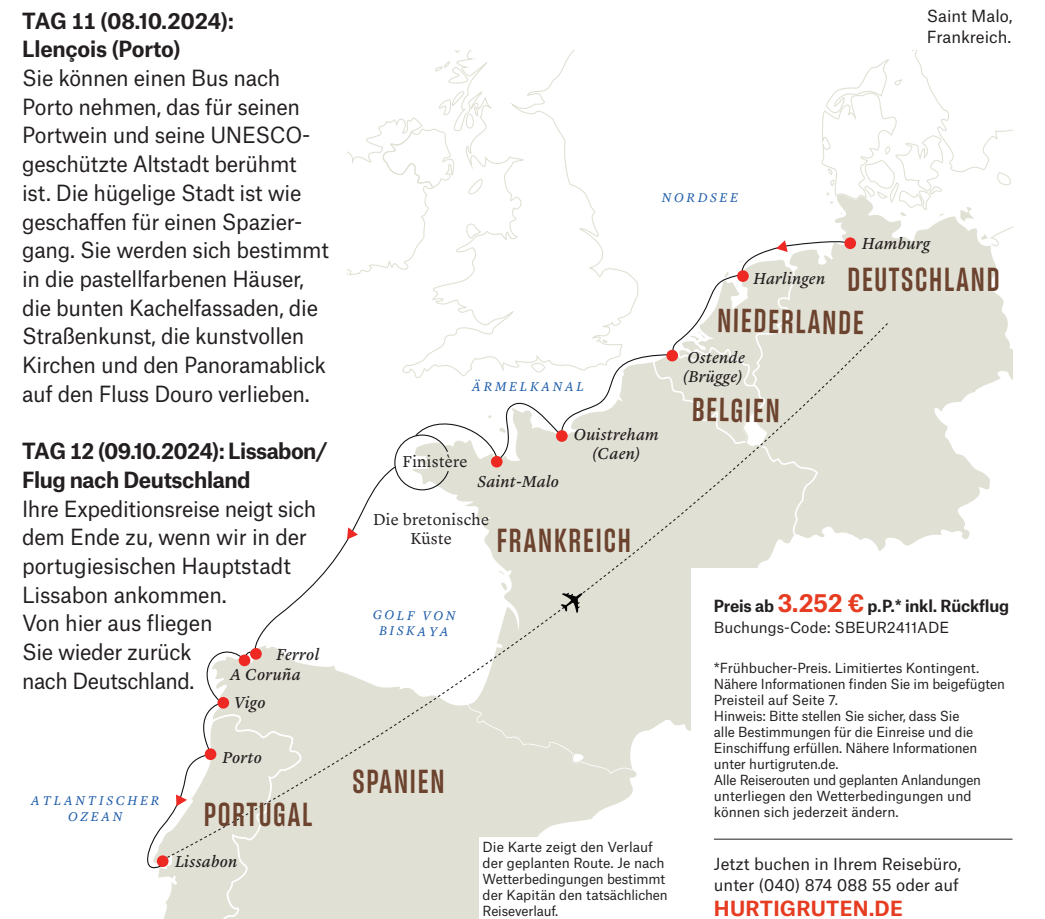 TAG 11 (08.10.2024):
Llençois (Porto)
Sie können einen Bus nach
Porto nehmen, das für seinen
Portwein und seine UNESCO-
geschützte Altstadt berühmt
ist. Die hügelige Stadt ist wie
geschaffen für einen Spazier-
gang. Sie werden sich bestimmt
in die pastellfarbenen Häuser,
die bunten Kachelfassaden, die
Straßenkunst, die kunstvollen
Kirchen und den Panoramablick
auf den Fluss Douro verlieben.
TAG 12 (09.10.2024): Lissabon/
Flug nach Deutschland
Ihre Expeditionsreise neigt sich
dem Ende zu, wenn wir in der
portugiesischen Hauptstadt
Lissabon ankommen.
Von hier aus fliegen
Sie wieder zurück
nach Deutschland.
Saint Malo,
Frankreich.
NORDSEE
Hamburg
Harlingen
DEUTSCHLAND
NIEDERLANDE
Ostende
(Brügge)
ÄRMELKANAL
BELGIEN
Ouistreham
(Caen)
Finistère
Saint-Malo
Die bretonische
Küste
FRANKREICH
GOLF VON
BISKAYA
Ferrol
A Coruña
Vigo
Porto
SPANIEN
ATLANTISCHER
OZEAN
PORTUGAL
Lissabon
Die Karte zeigt den Verlauf
der geplanten Route. Je nach
Wetterbedingungen bestimmt
der Kapitän den tatsächlichen
Reiseverlauf.
Preis ab 3.252 € p.P.* inkl. Rückflug
Buchungs-Code: SBEUR2411ADE
*Frühbucher-Preis. Limitiertes Kontingent.
Nähere Informationen finden Sie im beigefügten
Preisteil auf Seite 7.
Hinweis: Bitte stellen Sie sicher, dass Sie
alle Bestimmungen für die Einreise und die
Einschiffung erfüllen. Nähere Informationen
unter hurtigruten.de.
Alle Reiserouten und geplanten Anlandungen
unterliegen den Wetterbedingungen und
können sich jederzeit ändern.
Jetzt buchen in Ihrem Reisebüro,
unter (040) 874 088 55 oder auf
HURTIGRUTEN.DE